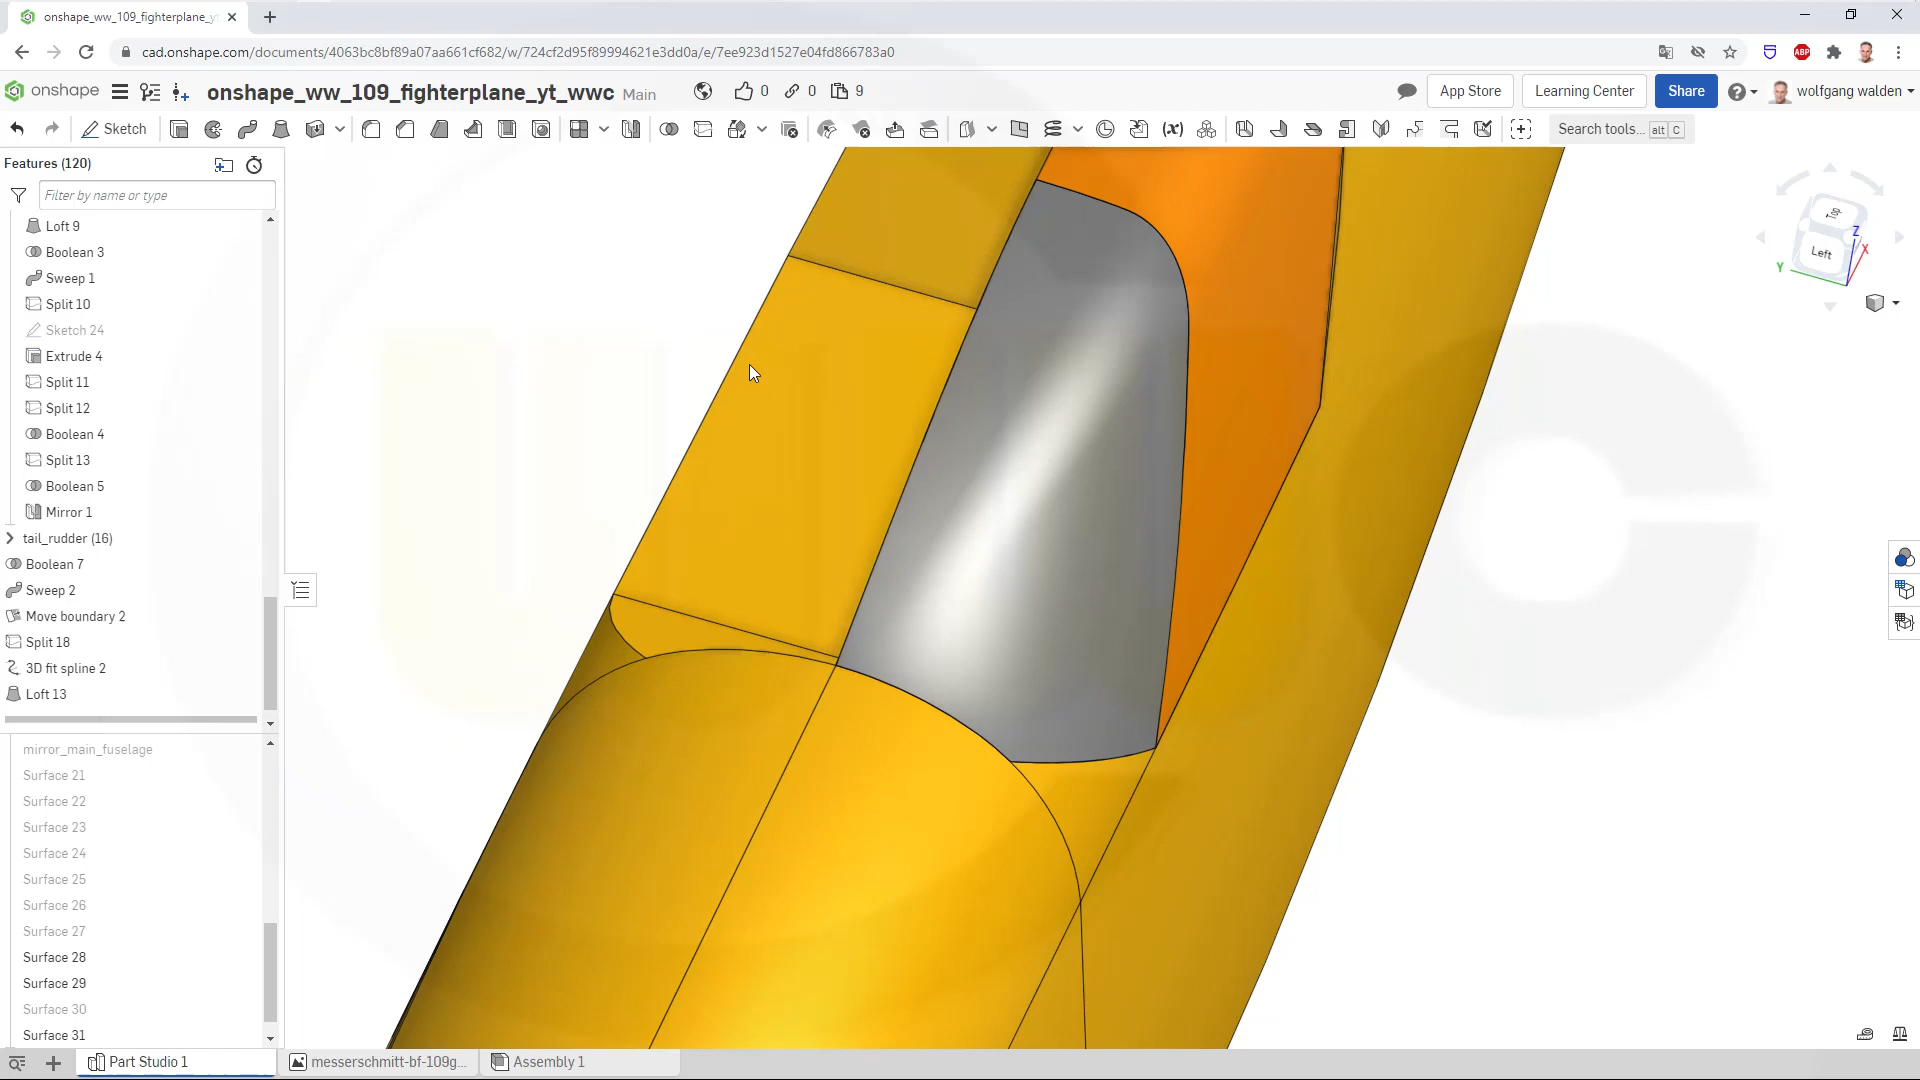 onshape_ww_109_fighterplane_yt_
cad.onshape.com/documents/4063bc8bf89a07aa661cf682/w/724cf2d95f89994621e3dd0a/e/7ee923d1527e04fd866783a0
ABP
onshape onshape_ww_109_fighterplane_yt_wwc Main 0 0 9 App Store Learning Center Share wolfgang walden
Sketch (x) Search tools... alt C
Features (120)
Filter by name or type
Loft 9
Boolean 3
Sweep 1
Split 10
Sketch 24
Extrude 4
Split 11
Split 12
Boolean 4
Split 13
Boolean 5
Mirror 1
tail_rudder (16)
Boolean 7
Sweep 2
Move boundary 2
Split 18
3D fit spline 2
Loft 13
mirror_main_fuselage
Surface 21
Surface 22
Surface 23
Surface 24
Surface 25
Surface 26
Surface 27
Surface 28
Surface 29
Surface 30
Surface 31
Top
Left
Z
X
Y
Part Studio 1 messerschmitt-bf-109g... Assembly 1